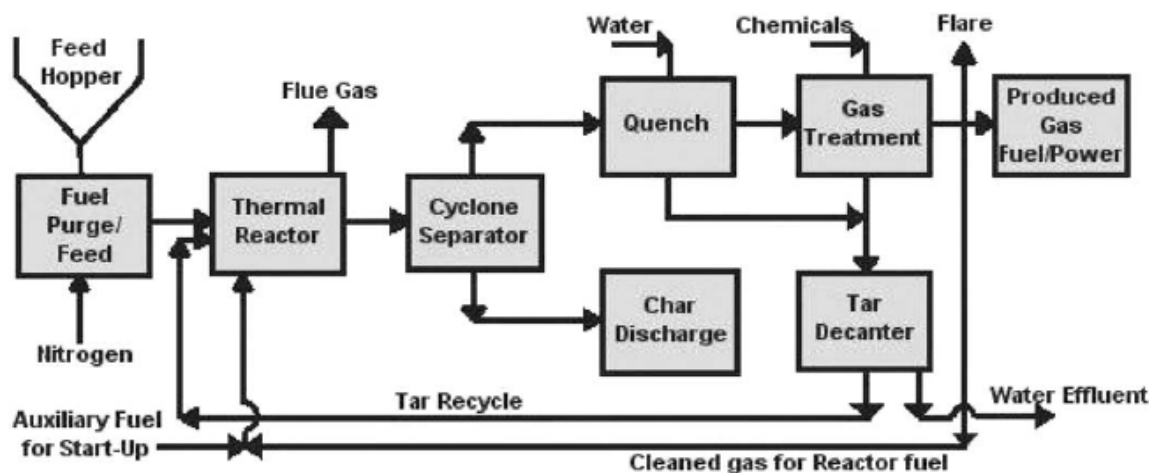 Water
Chemicals
Flare
Feed
Hopper
Flue Gas
Quench
Gas
Treatment
Produced
Gas
Fuel/Power
Fuel
Purge/
Feed
Thermal
Reactor
Cyclone
Separator
Char
Discharge
Tar
Decanter
Nitrogen
Tar Recycle
Water Effluent
Auxiliary Fuel
for Start-Up
Cleaned gas for Reactor fuel